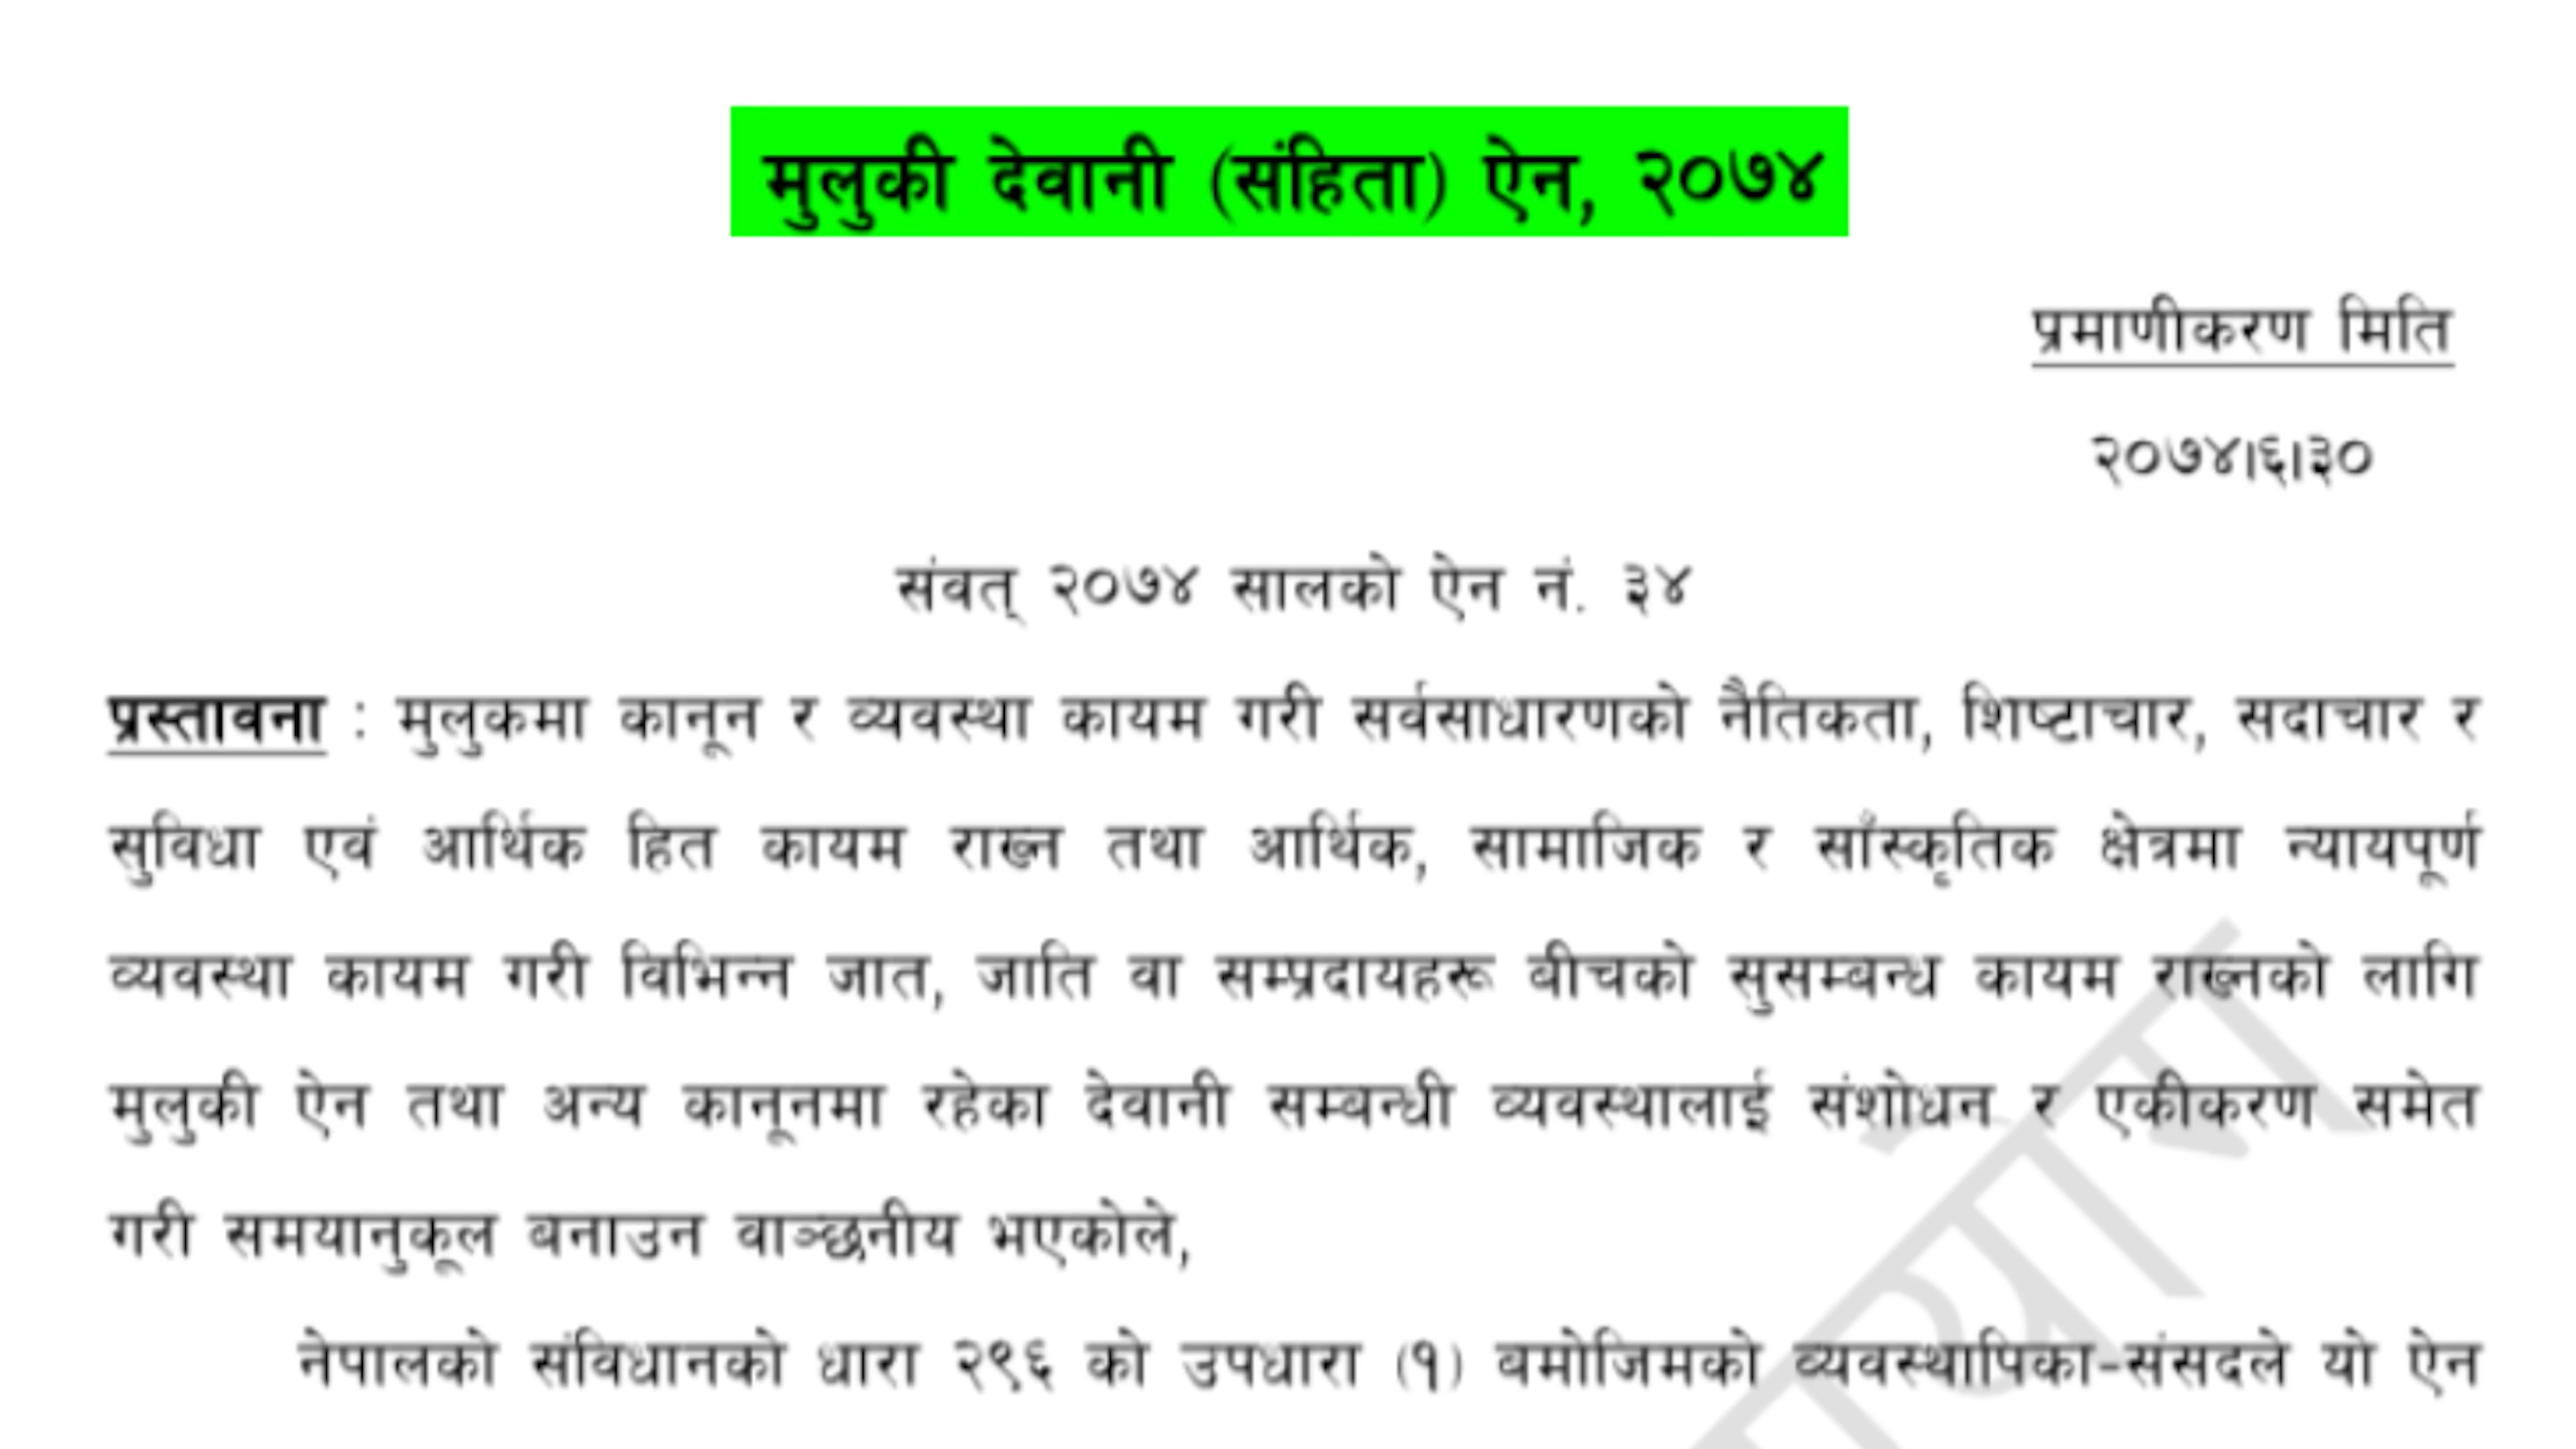 मुलुकी देवानी (संहिता) ऐन, २०७४
प्रमाणीकरण मिति
२०७४।६।३०
संवत् २०७४ सालको ऐन नं. ३४
प्रस्तावना : मुलुकमा कानून र व्यवस्था कायम गरी सर्वसाधारणको नैतिकता, शिष्टाचार, सदाचार र
सुविधा एवं आर्थिक हित कायम राख्न तथा आर्थिक, सामाजिक र साँस्कृतिक क्षेत्रमा न्यायपूर्ण
व्यवस्था कायम गरी विभिन्न जात, जाति वा सम्प्रदायहरू बीचको सुसम्बन्ध कायम राख्नको लागि
मुलुकी ऐन तथा अन्य कानूनमा रहेका देवानी सम्बन्धी व्यवस्थालाई संशोधन र एकीकरण समेत
गरी समयानुकूल बनाउन वाञ्छनीय भएकोले,
नेपालको संविधानको धारा २९६ को उपधारा (१) बमोजिमको व्यवस्थापिका-संसदले यो ऐन